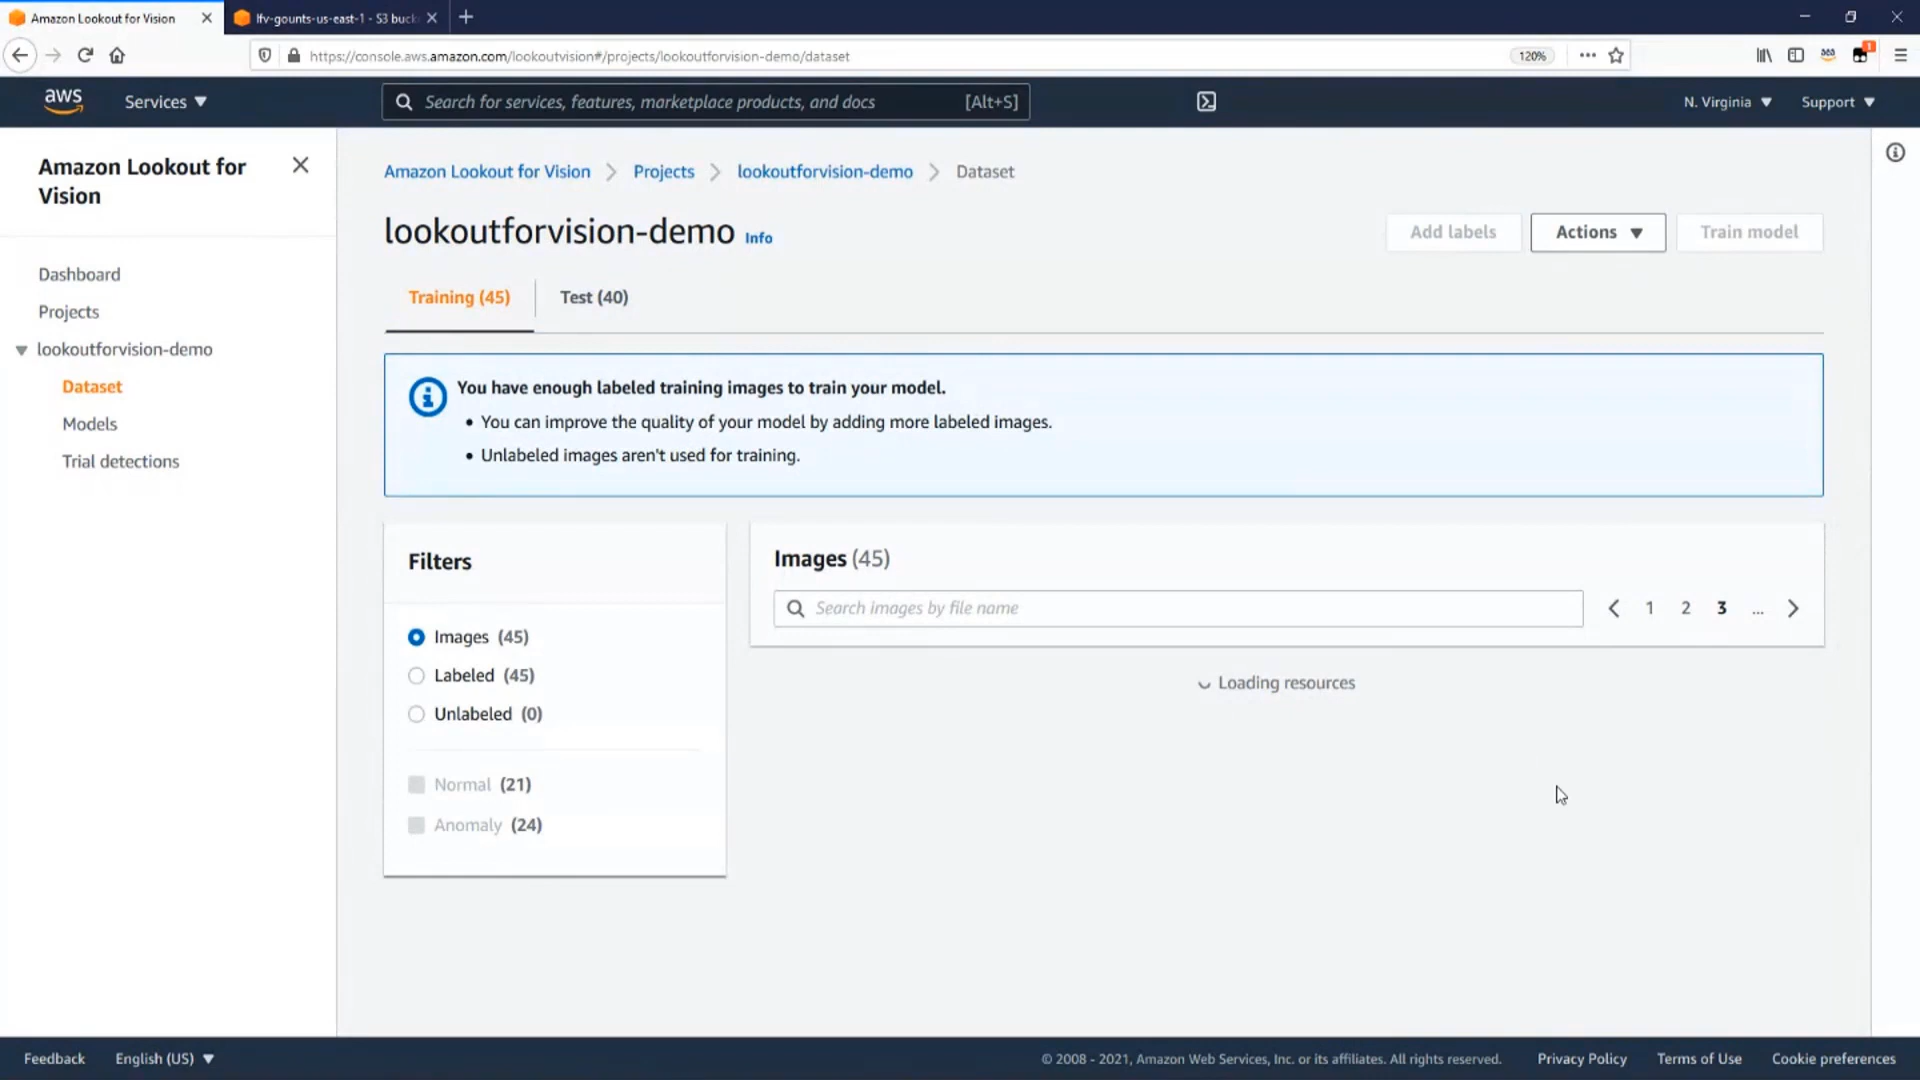 Amazon Lookout for Vision
lfv-gounts-us-east-1 - S3 buck
https://console.aws.amazon.com/lookoutvision#/projects/lookoutforvision-demo/dataset
120%
1
aws
Services
Search for services, features, marketplace products, and docs
[Alt+S]
N. Virginia
Support
Amazon Lookout for
Vision
Dashboard
Projects
lookoutforvision-demo
Dataset
Models
Trial detections
Amazon Lookout for Vision
Projects
lookoutforvision-demo
Dataset
lookoutforvision-demo Info
Add labels
Actions
Train model
Training (45)
Test (40)
You have enough labeled training images to train your model.
• You can improve the quality of your model by adding more labeled images.
• Unlabeled images aren't used for training.
Filters
Images (45)
Labeled (45)
Unlabeled (0)
Normal (21)
Anomaly (24)
Images (45)
Search images by file name
1 2 3 ...
Loading resources
Feedback
English (US)
© 2008 - 2021, Amazon Web Services, Inc. or its affiliates. All rights reserved.
Privacy Policy
Terms of Use
Cookie preferences